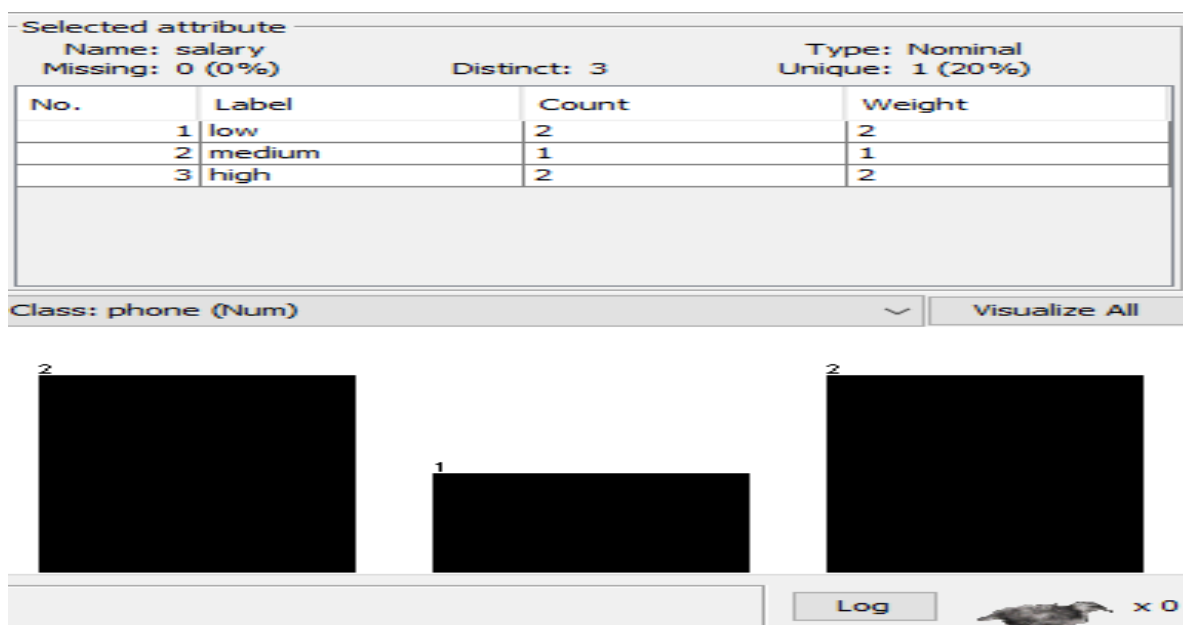 Selected attribute
Name: salary Type: Nominal
Missing: 0 (0%) Distinct: 3 Unique: 1 (20%)
No. Label Count Weight
1 low 2 2
2 medium 1 1
3 high 2 2
Class: phone (Num) Visualize All
2 2
1
Log x 0